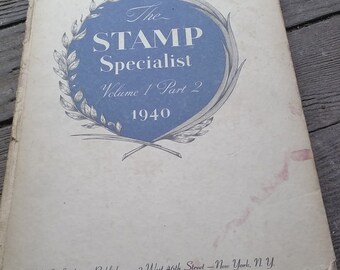 The
STAMP
Specialist
Volume 1 Part 2
1940
West 46th Street — New York, N. Y.